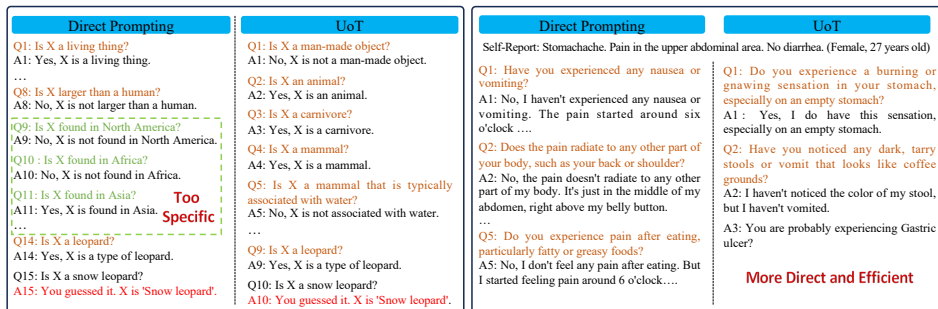 Direct Prompting
Q1: Is X a living thing?
A1: Yes, X is a living thing.
…
Q8: Is X larger than a human?
A8: No, X is not larger than a human.
Q9: Is X found in North America?
A9: No, X is not found in North America.
Q10 : Is X found in Africa?
A10: No, X is not found in Africa.
Q11: Is X found in Asia?
A11: Yes, X is found in Asia.
…
Too
Specific
Q14: Is X a leopard?
A14: Yes, X is a type of leopard.
Q15: Is X a snow leopard?
A15: You guessed it. X is 'Snow leopard'.
UoT
Q1: Is X a man-made object?
A1: No, X is not a man-made object.
Q2: Is X an animal?
A2: Yes, X is an animal.
Q3: Is X a carnivore?
A3: Yes, X is a carnivore.
Q4: Is X a mammal?
A4: Yes, X is a mammal.
Q5: Is X a mammal that is typically
associated with water?
A5: No, X is not associated with water.
…
Q9: Is X a leopard?
A9: Yes, X is a type of leopard.
Q10: Is X a snow leopard?
A10: You guessed it. X is 'Snow leopard'.
Direct Prompting
UoT
Self-Report: Stomachache. Pain in the upper abdominal area. No diarrhea. (Female, 27 years old)
Q1: Have you experienced any nausea or
vomiting?
A1: No, I haven't experienced any nausea or
vomiting. The pain started around six
o'clock ….
Q2: Does the pain radiate to any other part of
your body, such as your back or shoulder?
A2: No, the pain doesn't radiate to any other
part of my body. It's just in the middle of my
abdomen, right above my belly button.
…
Q5: Do you experience pain after eating,
particularly fatty or greasy foods?
A5: No, I don't feel any pain after eating. But
I started feeling pain around 6 o'clock….
Q1: Do you experience a burning or
gnawing sensation in your stomach,
especially on an empty stomach?
A1 : Yes, I do have this sensation,
especially on an empty stomach.
Q2: Have you noticed any dark, tarry
stools or vomit that looks like coffee
grounds?
A2: I haven't noticed the color of my stool,
but I haven't vomited.
A3: You are probably experiencing Gastric
ulcer?
More Direct and Efficient